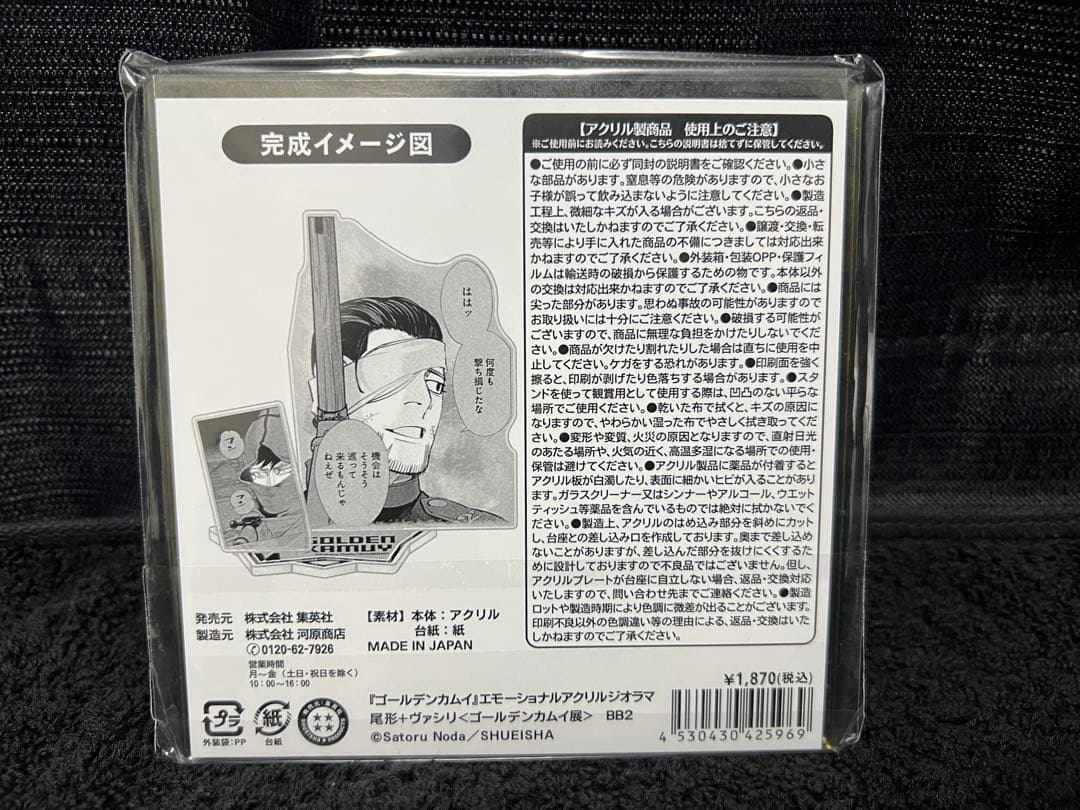 完成イメージ図
ははッ
何度も
撃ち損じたな
機会は
そうそう
巡って
来るもんじゃ
ねえぜ
GOLDEN
KAMUY
発売元 株式会社 集英社
製造元 株式会社 河原商店
0120-62-7926
営業時間
月〜金（土日・祝日を除く）
10：00〜16：00
【素材】本体：アクリル
台紙：紙
MADE IN JAPAN
【アクリル製商品 使用上のご注意】
※ご使用前にお読みください。こちらの説明書は捨てずに保管してください。
●ご使用の前に必ず同封の説明書をご確認ください。●小さ
な部品があります。窒息等の危険がありますので、小さなお
子様が誤って飲み込まないように注意してください。●製造
工程上、微細なキズが入る場合がございます。こちらの返品・
交換はいたしかねますのでご了承ください。●譲渡・交換・転
売等により手に入れた商品の不備につきましては対応出来
かねますのでご了承ください。●外装箱・包装OPP・保護フィ
ルムは輸送時の破損から保護するための物です。本体以外
の交換は対応出来かねますのでご了承ください。●商品には
尖った部分があります。思わぬ事故の可能性がありますので
お取り扱いには十分にご注意ください。●破損する可能性が
ございますので、商品に無理な負担をかけたりしないでくだ
さい。●商品が欠けたり割れたりした場合は直ちに使用を中
止してください。ケガをする恐れがあります。●印刷面を強く
擦ると、印刷が剥げたり色落ちする場合があります。●スタ
ンドを使って観賞用として使用する際は、凹凸のない平らな
場所でご使用ください。●乾いた布で拭くと、キズの原因に
なりますので、やわらかい湿った布でやさしく拭き取ってくだ
さい。●変形や変質、火災の原因となりますので、直射日光
のあたる場所や、火気の近く、高温多湿になる場所での使用・
保管は避けてください。●アクリル製品に薬品が付着すると
アクリル板が白濁したり、表面に細かいヒビが入ることがあり
ます。ガラスクリーナー又はシンナーやアルコール、ウエット
ティッシュ等薬品を含んでいるものでは絶対に拭かないでく
ださい。●製造上、アクリルのはめ込み部分を斜めにカット
し、台座との差し込み口を作成しております。奥まで差し込め
ないことがありますが、差し込んだ部分を抜けにくくするため
に設計しておりますので不良品ではございません。但し、
アクリルプレートが台座に自立しない場合、返品・交換対応い
たしますので、問い合わせ先までご連絡ください。●製造
ロットや製造時期により色調に微差が出ることがございます。
印刷不良以外の色調違い等の理由による、返品・交換はいた
しかねますのでご了承ください。
¥1,870(税込)
プラ
外装袋：PP
紙
台紙
『ゴールデンカムイ』エモーショナルアクリルジオラマ
尾形＋ヴァシリ＜ゴールデンカムイ展＞ BB2
©Satoru Noda／SHUEISHA
4 530430 425969